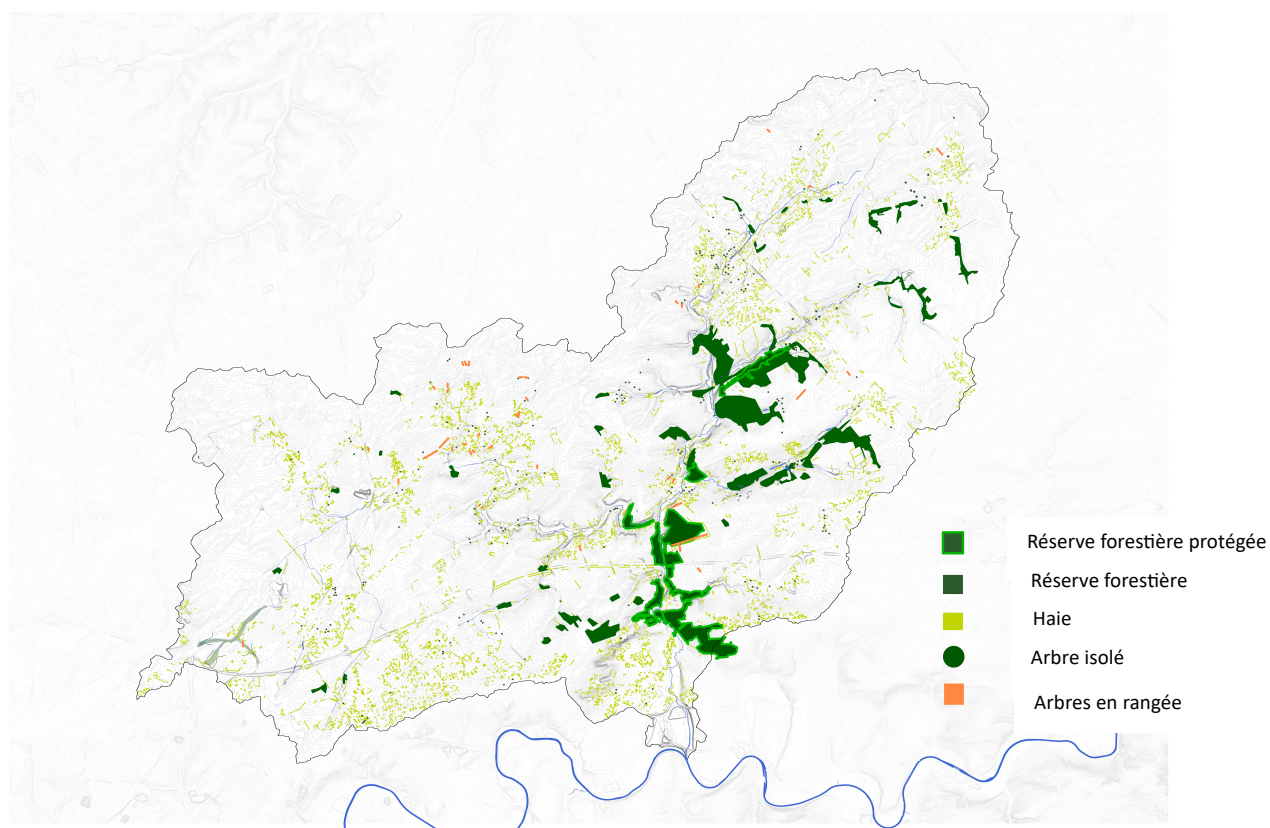 Réserve forestière protégée
Réserve forestière
Haie
Arbre isolé
Arbres en rangée